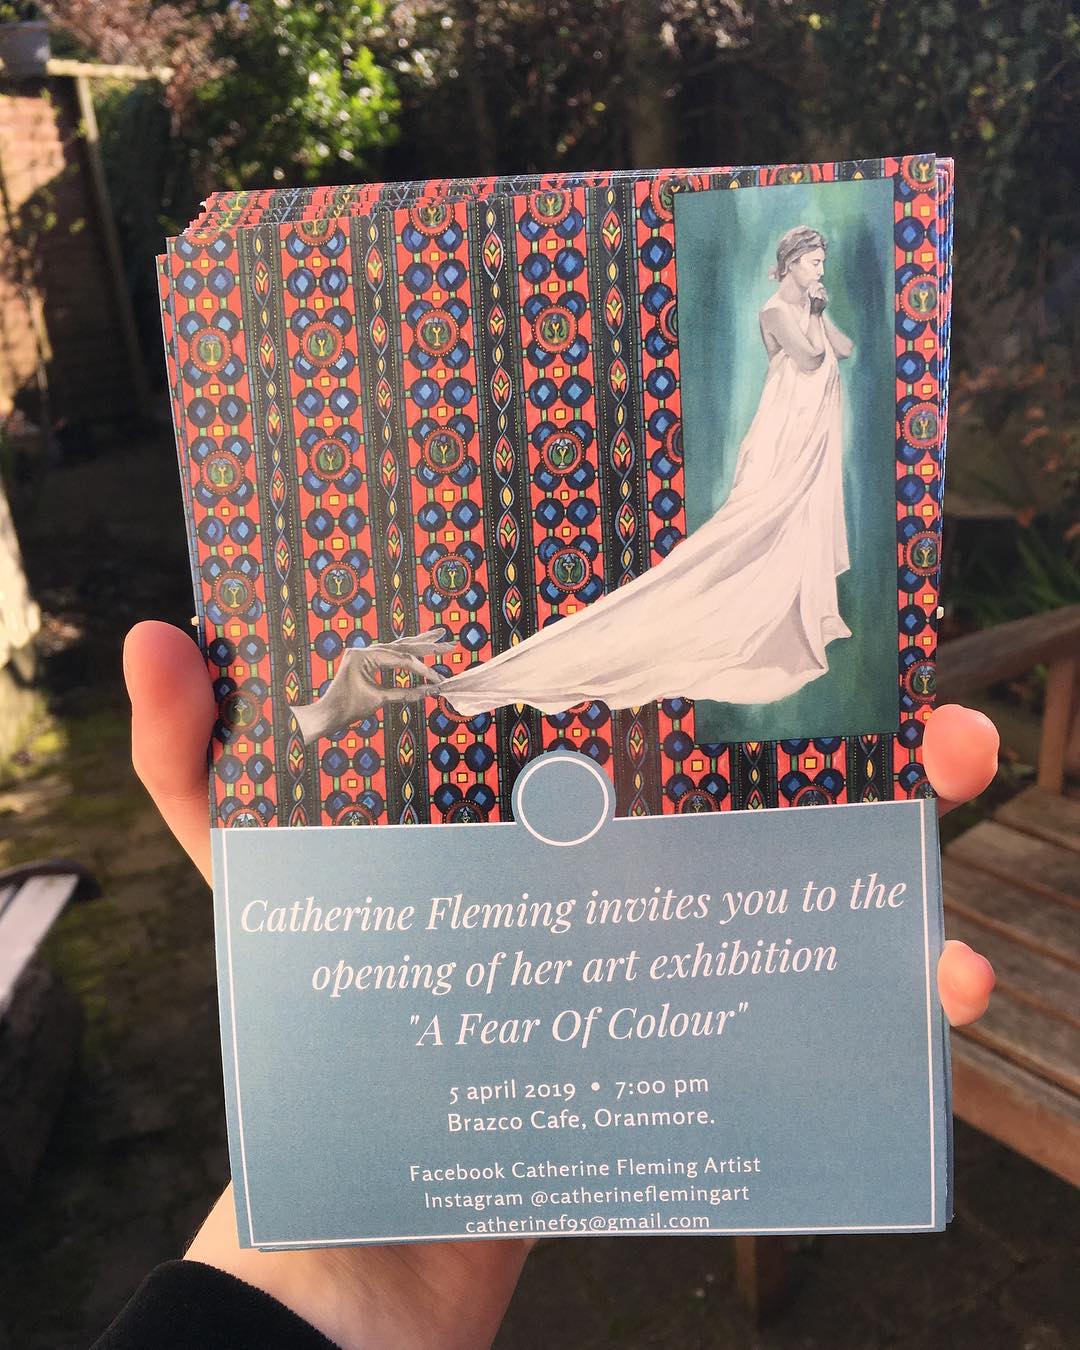 Catherine Fleming invites you to the
opening of her art exhibition
"A Fear Of Colour"
5 april 2019 • 7:00 pm
Brazco Cafe, Oranmore.
Facebook Catherine Fleming Artist
Instagram @catherineflemingart
catherinef95@gmail.com